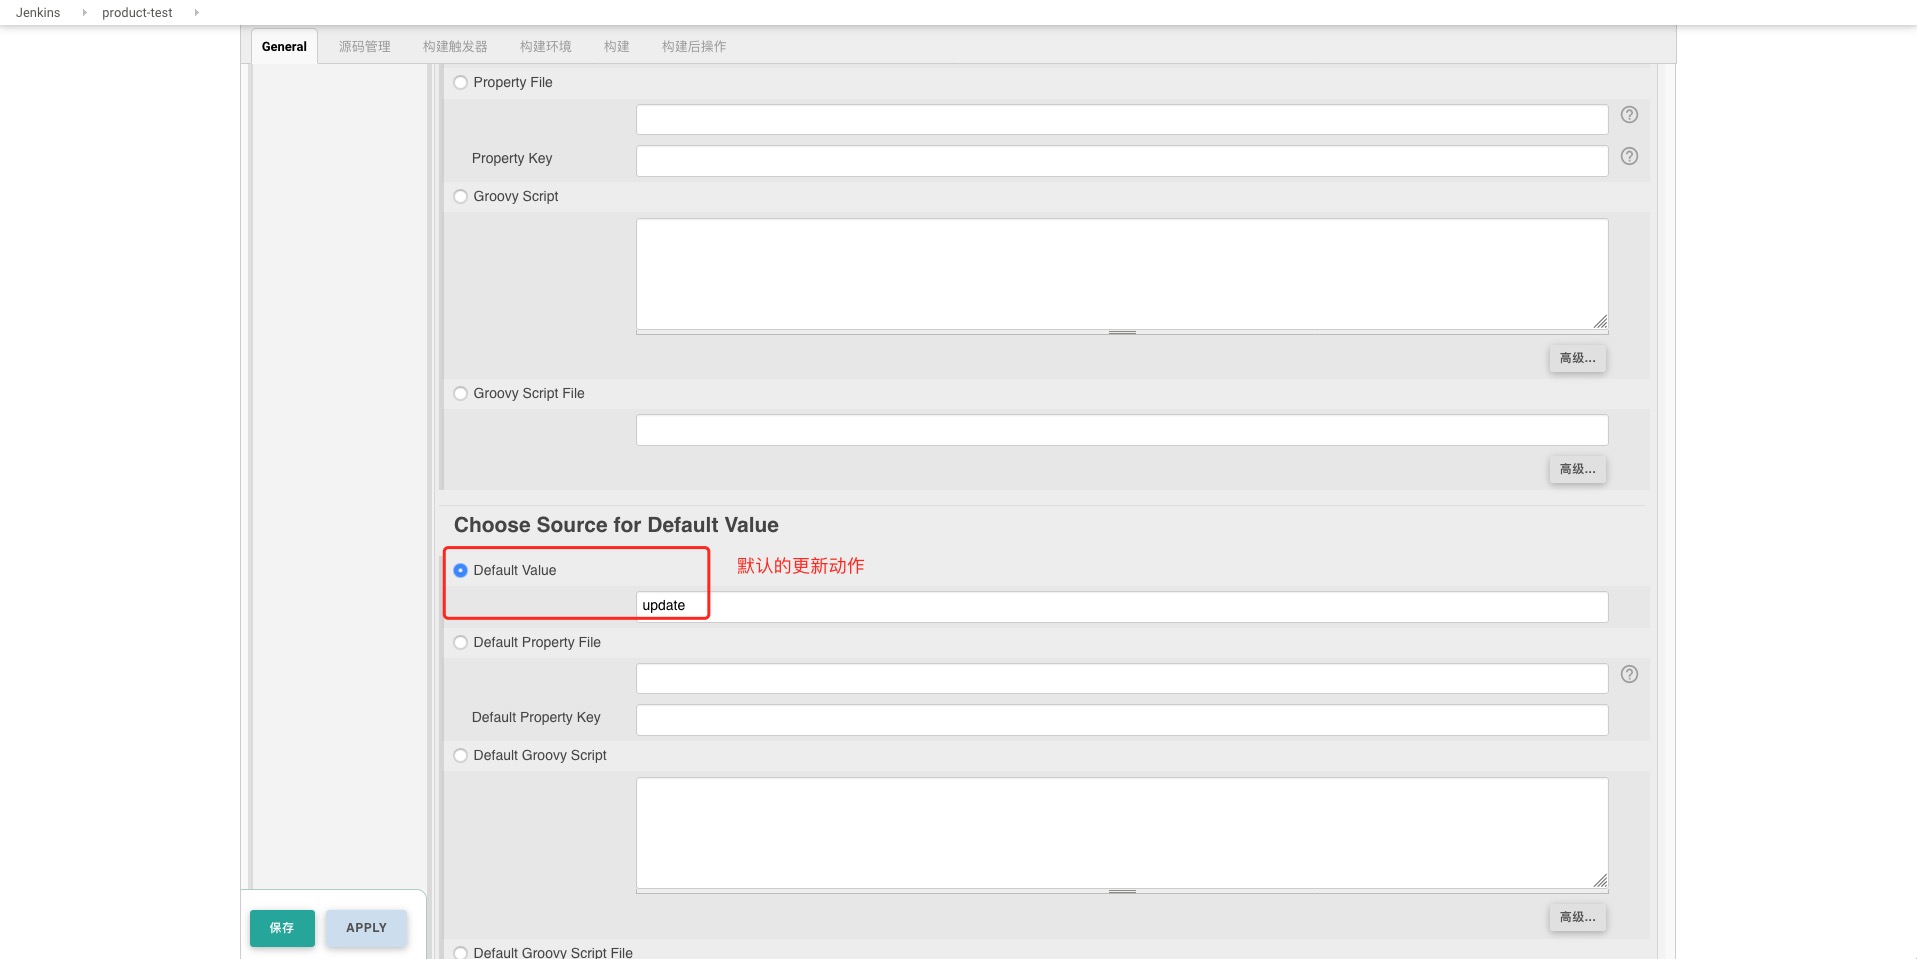 Jenkins product-test
General 源码管理 构建触发器 构建环境 构建 构建后操作
Property File
Property Key
Groovy Script
高级...
Groovy Script File
高级...
Choose Source for Default Value
Default Value
默认的更新动作
update
Default Property File
Default Property Key
Default Groovy Script
高级...
保存 APPLY
Default Groovy Script File